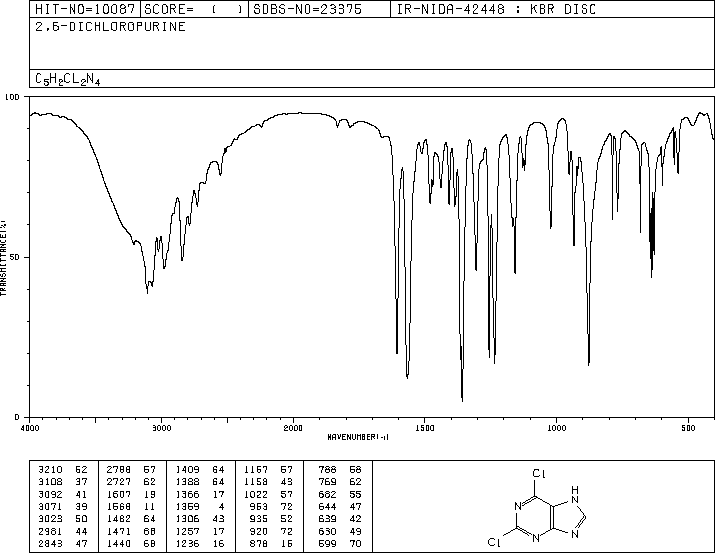 HIT-NO=10087 SCORE= ( ) SDBS-NO=23375 IR-NIDA-42448 : KBR DISC
2,6-DICHLOROPURINE
C5H2CL2N4
100
50
0
TRANSMITTANCE(%)
4000 3000 2000 1500 1000 500
WAVENUMBER(-1)
3210 52 2788 57 1409 64 1167 57 788 58
3108 37 2727 62 1388 64 1158 43 769 62
3092 41 1607 19 1366 17 1022 57 682 55
3071 39 1568 11 1359 4 953 72 644 47
3023 50 1482 64 1306 43 935 52 639 42
2981 44 1471 68 1257 17 920 72 630 49
2843 47 1440 68 1236 16 878 15 599 70
Cl
H
N
N
Cl
N
N